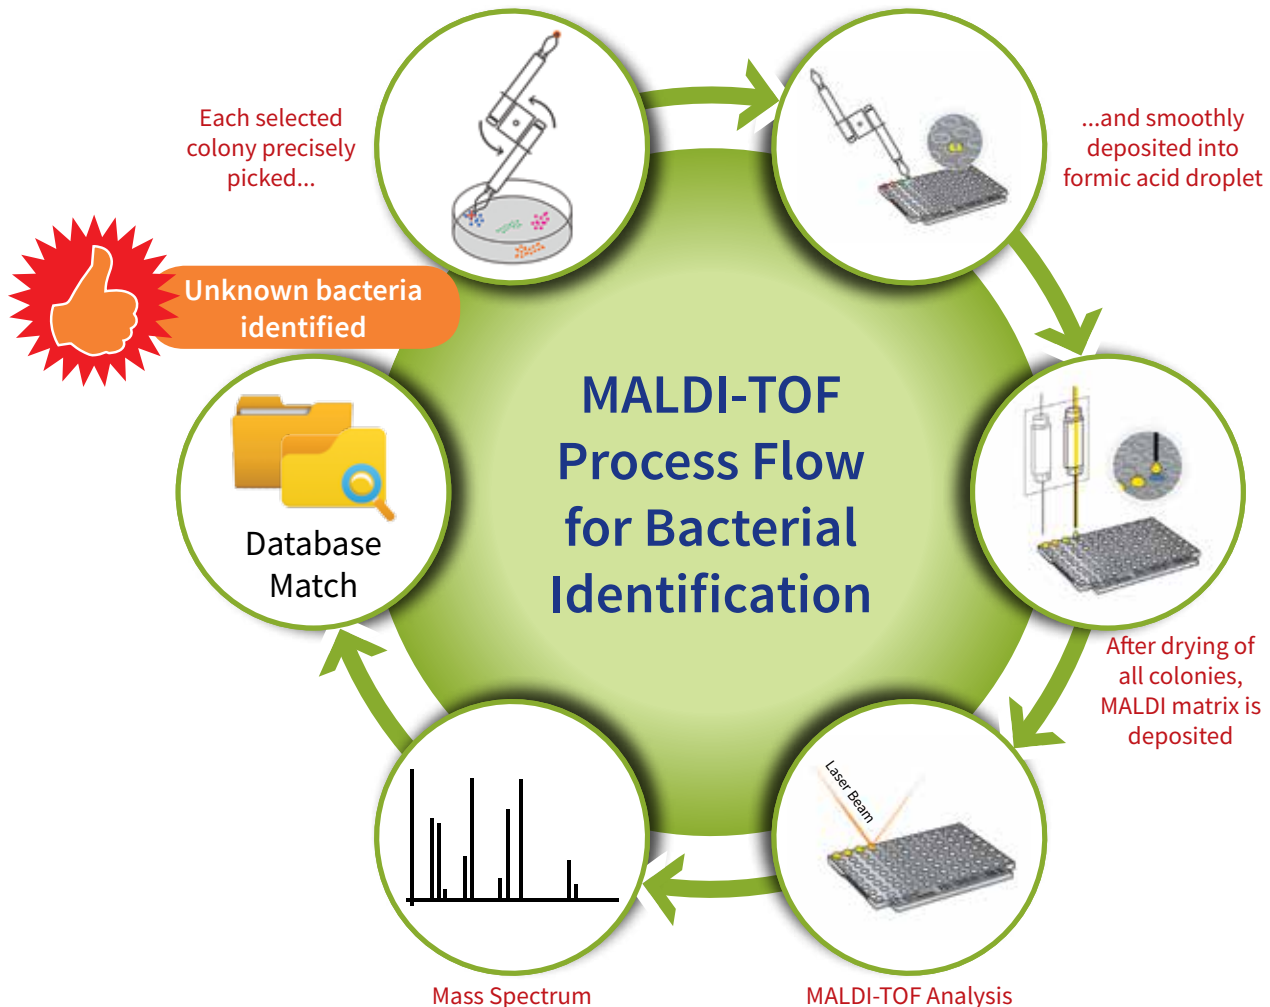 Each selected
colony precisely
picked...
...and smoothly
deposited into
formic acid droplet
Unknown bacteria
identified
MALDI-TOF
Process Flow
for Bacterial
Identification
Database
Match
After drying of
all colonies,
MALDI matrix is
deposited
Laser Beam
Mass Spectrum
MALDI-TOF Analysis